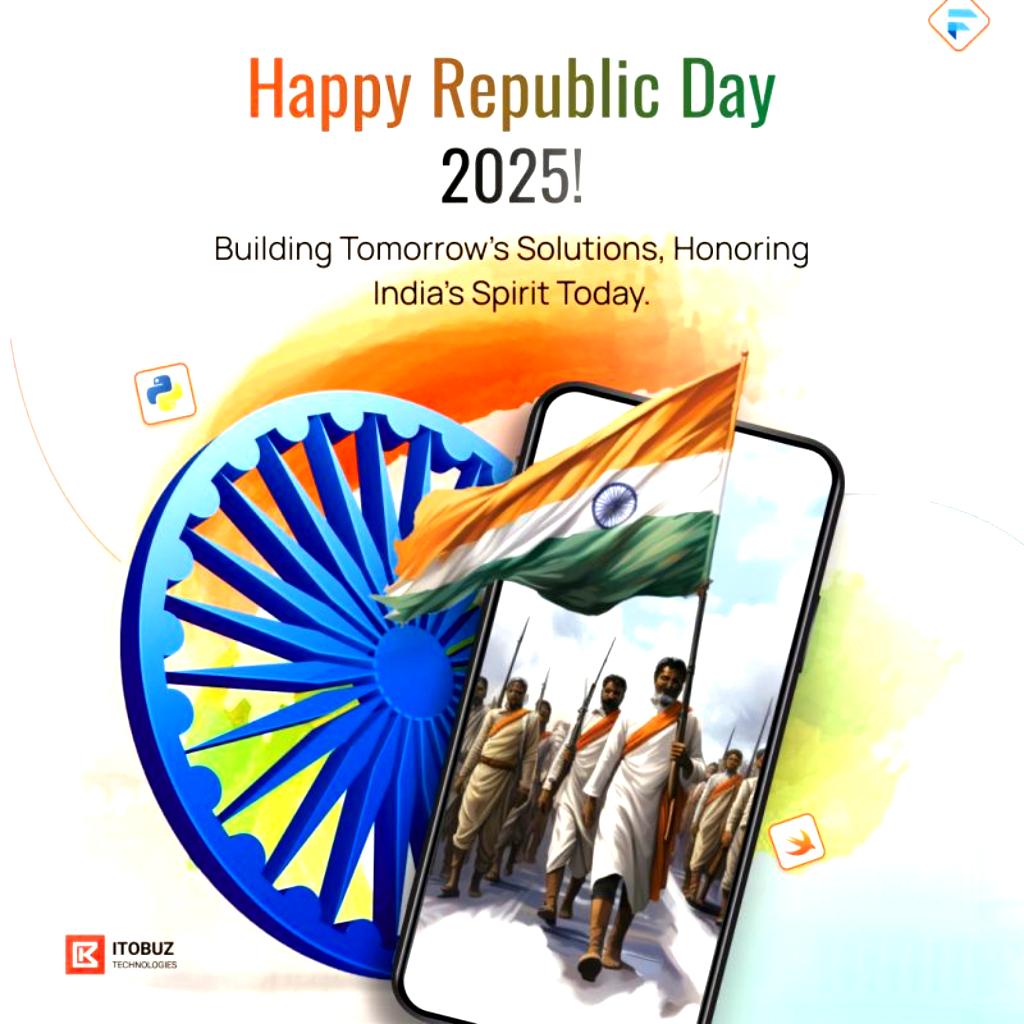 Happy Republic Day
2025!
Building Tomorrow's Solutions, Honoring
India's Spirit Today.
ITOBUZ
TECHNOLOGIES